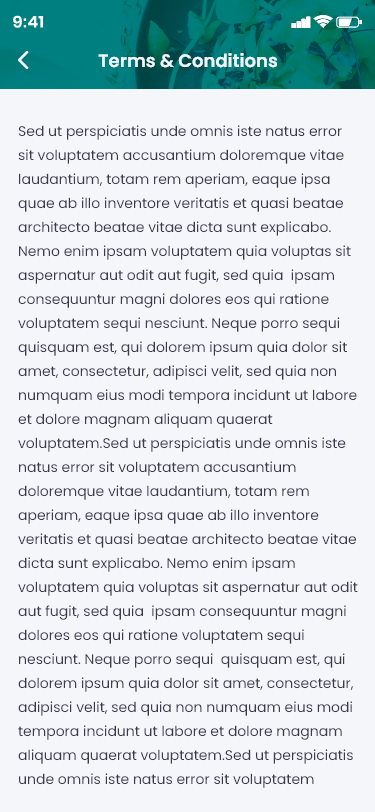 9:41
Terms & Conditions
Sed ut perspiciatis unde omnis iste natus error
sit voluptatem accusantium doloremque vitae
laudantium, totam rem aperiam, eaque ipsa
quae ab illo inventore veritatis et quasi beatae
architecto beatae vitae dicta sunt explicabo.
Nemo enim ipsam voluptatem quia voluptas sit
aspernatur aut odit aut fugit, sed quia  ipsam
consequuntur magni dolores eos qui ratione
voluptatem sequi nesciunt. Neque porro sequi
quisquam est, qui dolorem ipsum quia dolor sit
amet, consectetur, adipisci velit, sed quia non
numquam eius modi tempora incidunt ut labore
et dolore magnam aliquam quaerat
voluptatem.Sed ut perspiciatis unde omnis iste
natus error sit voluptatem accusantium
doloremque vitae laudantium, totam rem
aperiam, eaque ipsa quae ab illo inventore
veritatis et quasi beatae architecto beatae vitae
dicta sunt explicabo. Nemo enim ipsam
voluptatem quia voluptas sit aspernatur aut odit
aut fugit, sed quia  ipsam consequuntur magni
dolores eos qui ratione voluptatem sequi
nesciunt. Neque porro sequi  quisquam est, qui
dolorem ipsum quia dolor sit amet, consectetur,
adipisci velit, sed quia non numquam eius modi
tempora incidunt ut labore et dolore magnam
aliquam quaerat voluptatem.Sed ut perspiciatis
unde omnis iste natus error sit voluptatem